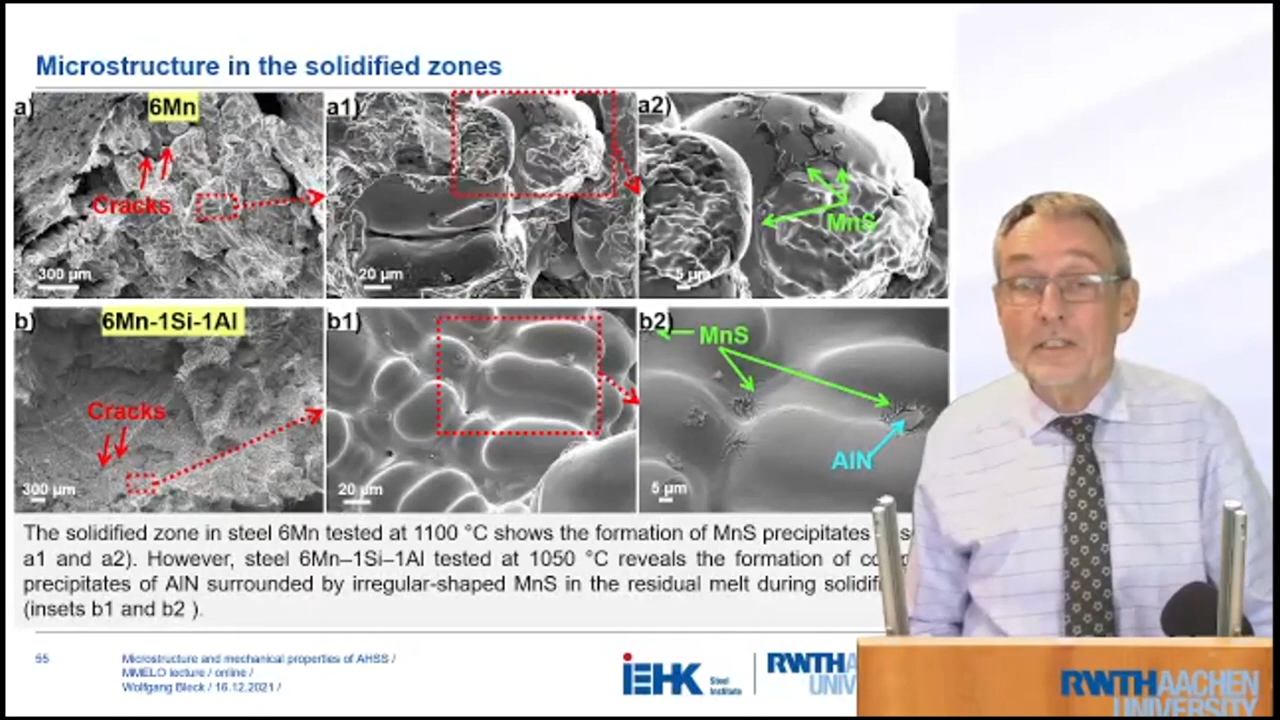 Microstructure in the solidified zones
a) 6Mn
Cracks
300 µm
a1)
20 µm
a2)
MnS
5 µm
b) 6Mn-1Si-1Al
Cracks
300 µm
b1)
20 µm
b2)
MnS
AlN
5 µm
The solidified zone in steel 6Mn tested at 1100 °C shows the formation of MnS precipitates
a1 and a2). However, steel 6Mn–1Si–1Al tested at 1050 °C reveals the formation of
precipitates of AlN surrounded by irregular-shaped MnS in the residual melt during
(insets b1 and b2 ).
55
Microstructure and mechanical properties of AHSS /
MMELO lecture / online /
Wolfgang Bleck / 16.12.2021 /
iEHK Steel
Institute
RWTH
UNIV
RWTH AACHEN
UNIVERSITY